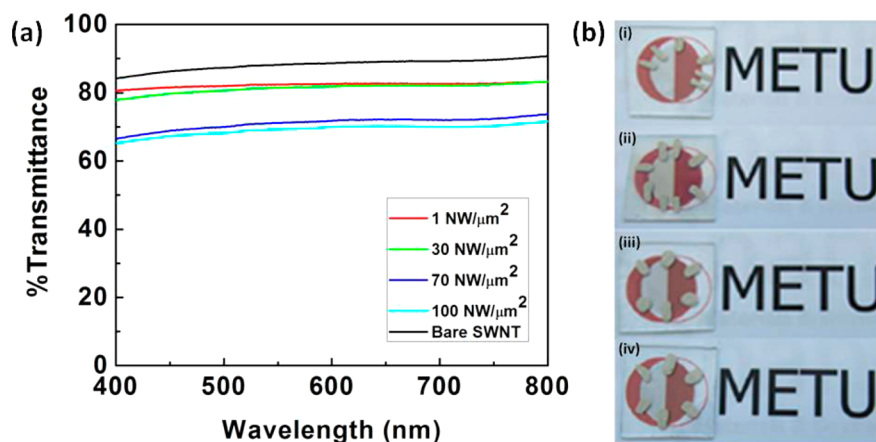 (a)
100
80
60
40
20
0
%Transmittance
400
500
600
700
800
Wavelength (nm)
1 NW/μm²
30 NW/μm²
70 NW/μm²
100 NW/μm²
Bare SWNT
(b)
(i)
METU
(ii)
METU
(iii)
METU
(iv)
METU